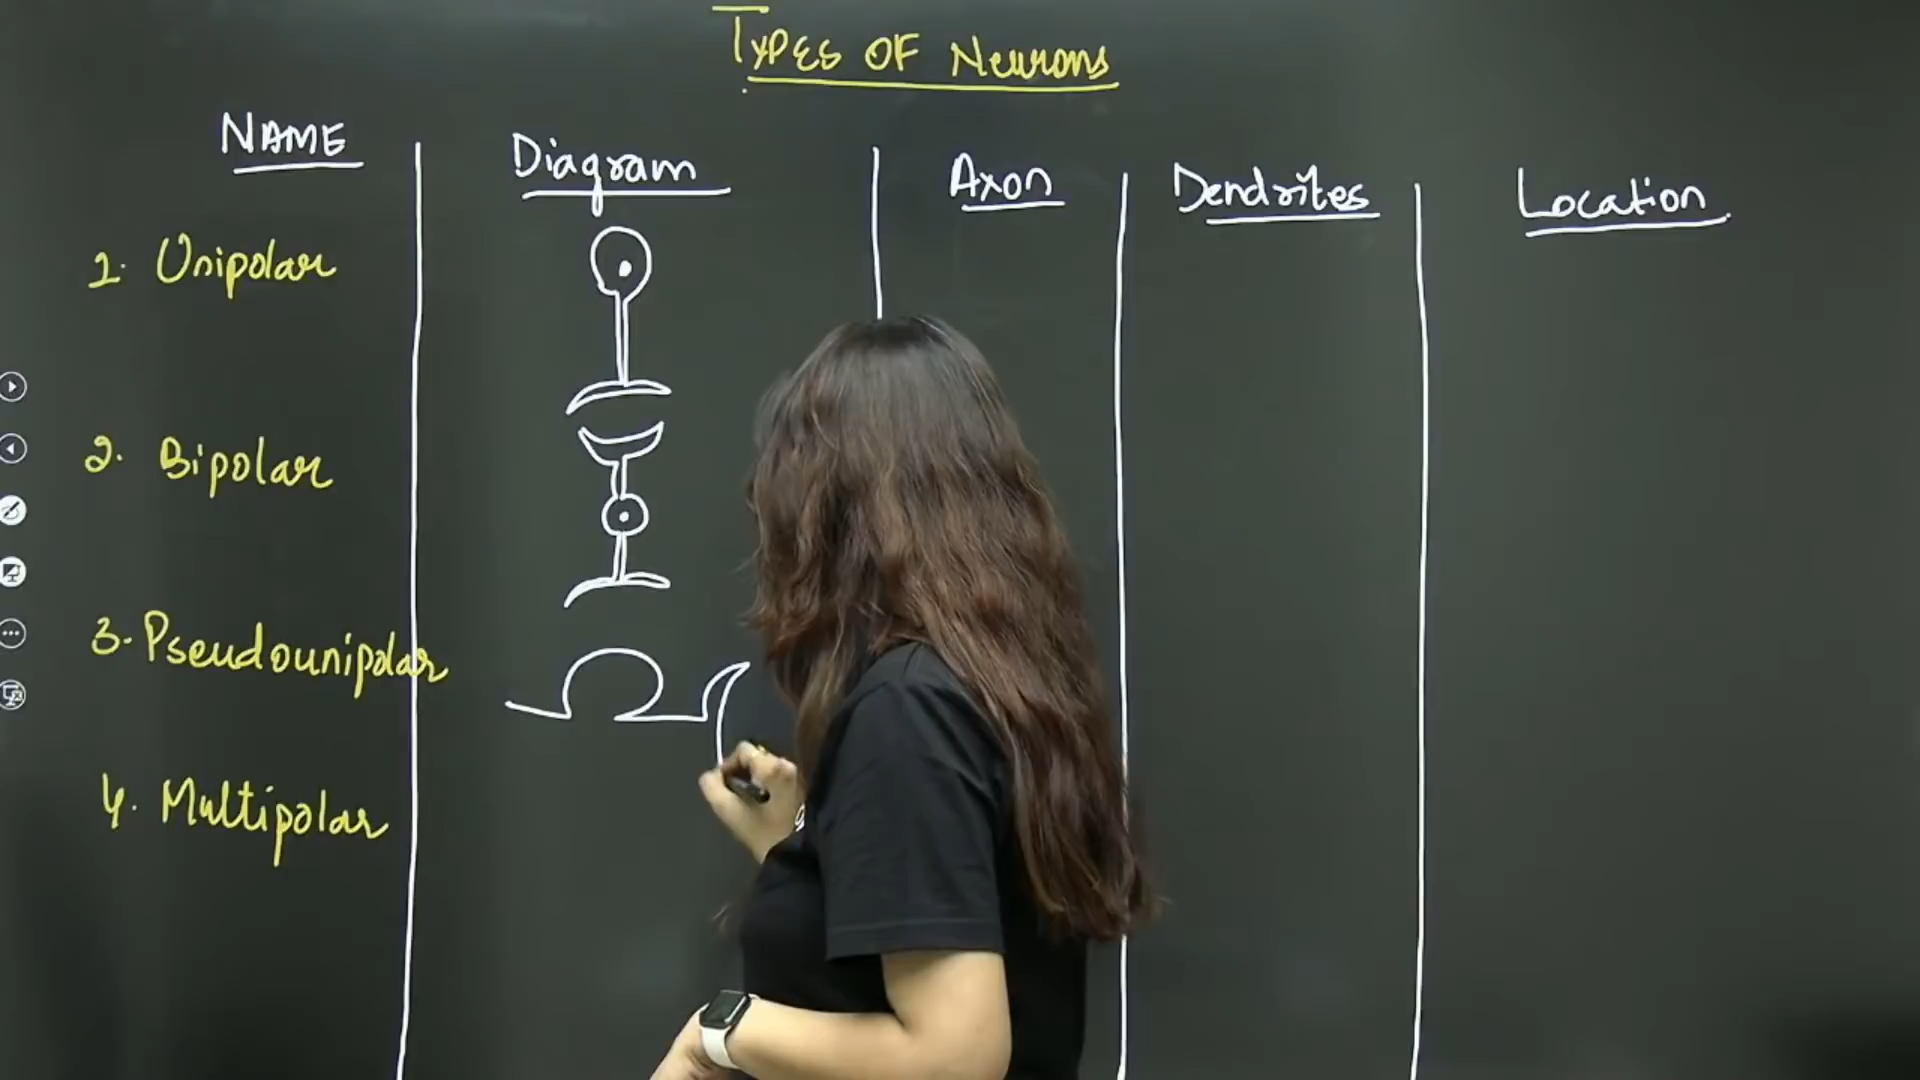 Types OF Neurons
NAME
Diagram
Axon
Dendrites
Location
1. Unipolar
2. Bipolar
3. Pseudounipolar
4. Multipolar